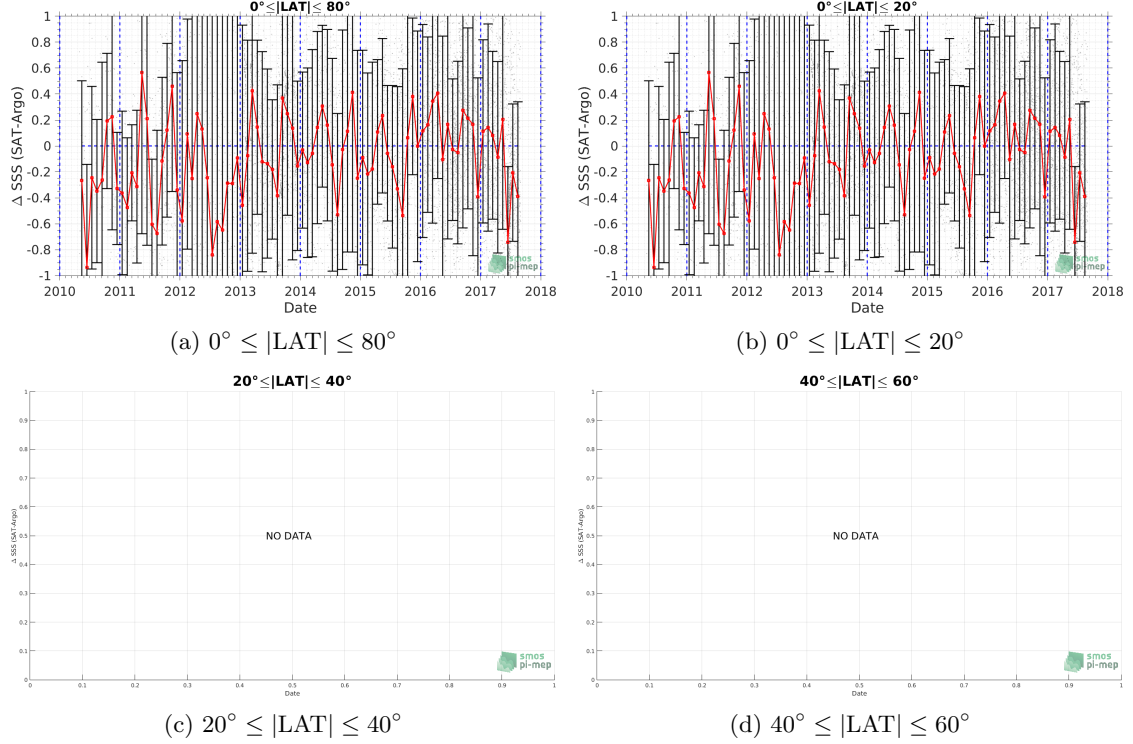 0°≤|LAT|≤ 80°
1
0.8
0.6
0.4
0.2
0
-0.2
-0.4
-0.6
-0.8
-1
Δ SSS (SAT-Argo)
2010 2011 2012 2013 2014 2015 2016 2017 2018
Date
smos
pi-mep
(a) 0° ≤ |LAT| ≤ 80°
0°≤|LAT|≤ 20°
1
0.8
0.6
0.4
0.2
0
-0.2
-0.4
-0.6
-0.8
-1
Δ SSS (SAT-Argo)
2010 2011 2012 2013 2014 2015 2016 2017 2018
Date
smos
pi-mep
(b) 0° ≤ |LAT| ≤ 20°
20°≤|LAT|≤ 40°
1
0.9
0.8
0.7
0.6
0.5
0.4
0.3
0.2
0.1
0
Δ SSS (SAT-Argo)
NO DATA
smos
pi-mep
0 0.1 0.2 0.3 0.4 0.5 0.6 0.7 0.8 0.9 1
Date
(c) 20° ≤ |LAT| ≤ 40°
40°≤|LAT|≤ 60°
1
0.9
0.8
0.7
0.6
0.5
0.4
0.3
0.2
0.1
0
Δ SSS (SAT-Argo)
NO DATA
smos
pi-mep
0 0.1 0.2 0.3 0.4 0.5 0.6 0.7 0.8 0.9 1
Date
(d) 40° ≤ |LAT| ≤ 60°